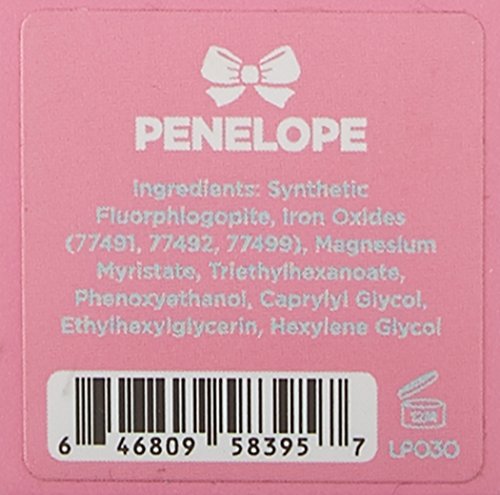 PENELOPE
Ingredients: Synthetic
Fluorphlogopite, Iron Oxides
(77491, 77492, 77499), Magnesium
Myristate, Triethylhexanoate,
Phenoxyethanol, Caprylyl Glycol,
Ethylhexylglycerin, Hexylene Glycol
12M
6 46809 58395 7
LP030